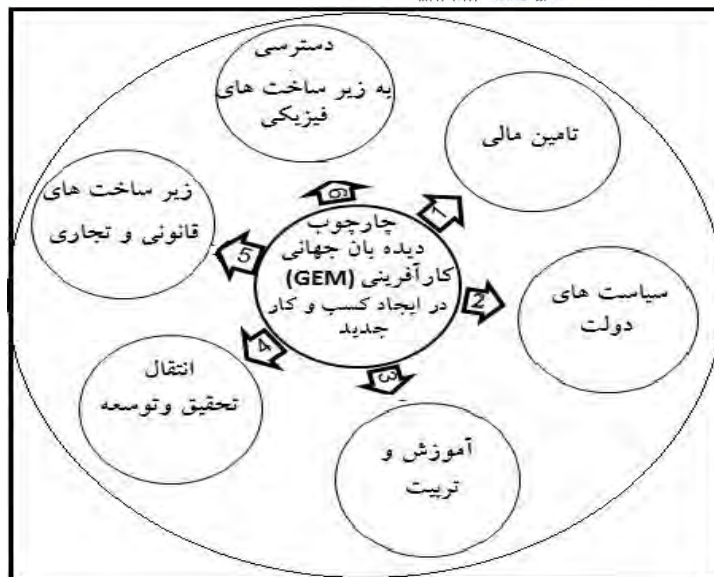 چارچوب
دیده بان جهانی
کارآفرینی (GEM)
در ایجاد کسب و کار
جدید
1
تامین مالی
2
سیاست های
دولت
3
آموزش و
تربیت
4
انتقال
تحقیق وتوسعه
5
زیر ساخت های
قانونی و تجاری
6
دسترسی
به زیر ساخت های
فیزیکی